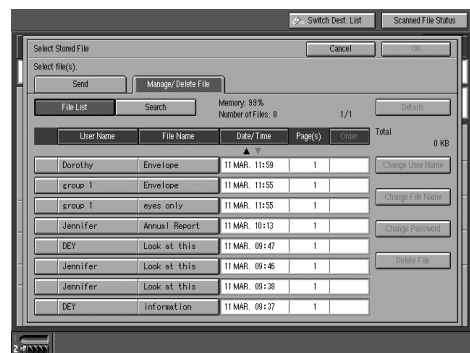 Switch Dest. List Scanned File Status
Select Stored File Cancel OK
Select file(s).
Send Manage/Delete File
File List Search Memory: 99% Details
Number of Files: 8 1/1
User Name File Name Date/Time Page(s) Order Total
0 KB
Dorothy Envelope 11 MAR. 11:59 1 Change User Name
group 1 Envelope 11 MAR. 11:55 1
group 1 eyes only 11 MAR. 11:55 1 Change File Name
Jennifer Annual Report 11 MAR. 10:13 1 Change Password
DEY Look at this 11 MAR. 09:47 1
Jennifer Look at this 11 MAR. 09:46 1 Delete File
Jennifer Look at this 11 MAR. 09:38 1
DEY information 11 MAR. 09:37 1
2